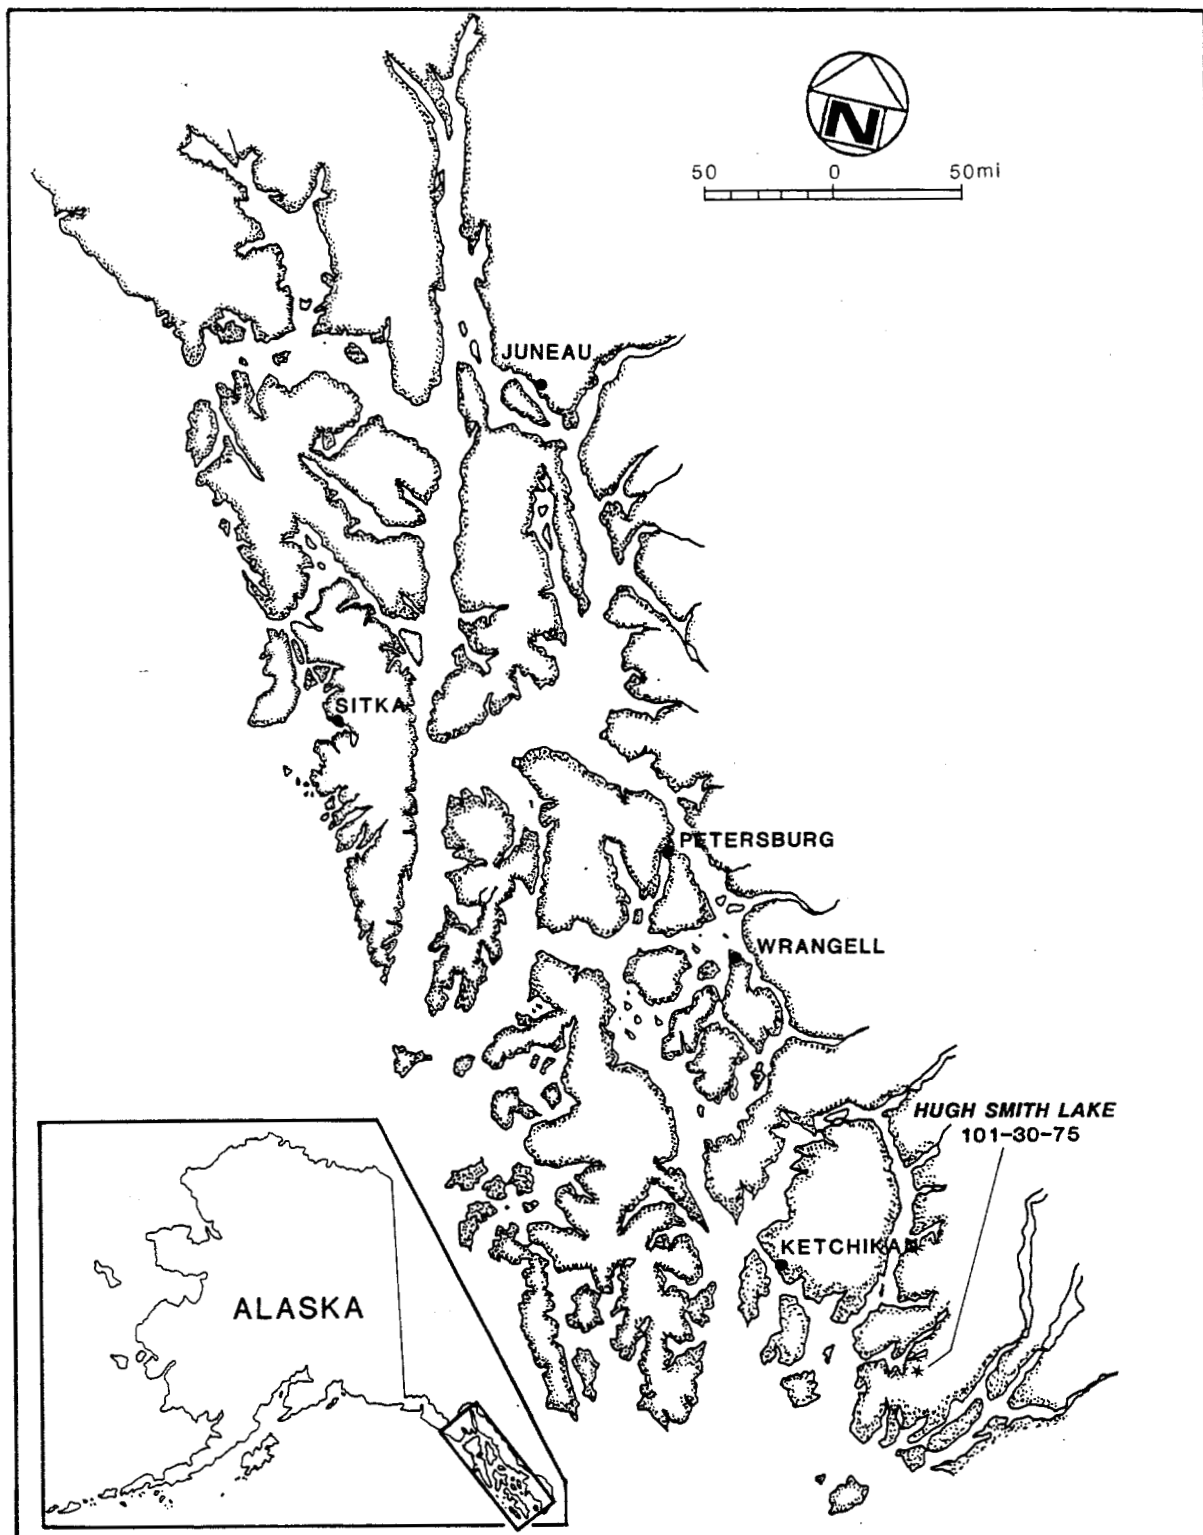 N
50 0 50mi
JUNEAU
SITKA
PETERSBURG
WRANGELL
HUGH SMITH LAKE
101-30-75
KETCHIKAN
ALASKA